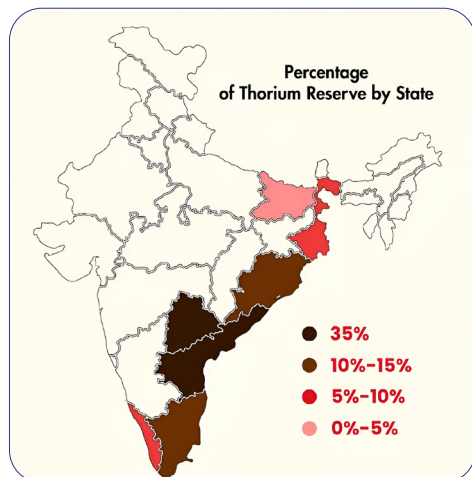 Percentage
of Thorium Reserve by State
35%
10%-15%
5%-10%
0%-5%